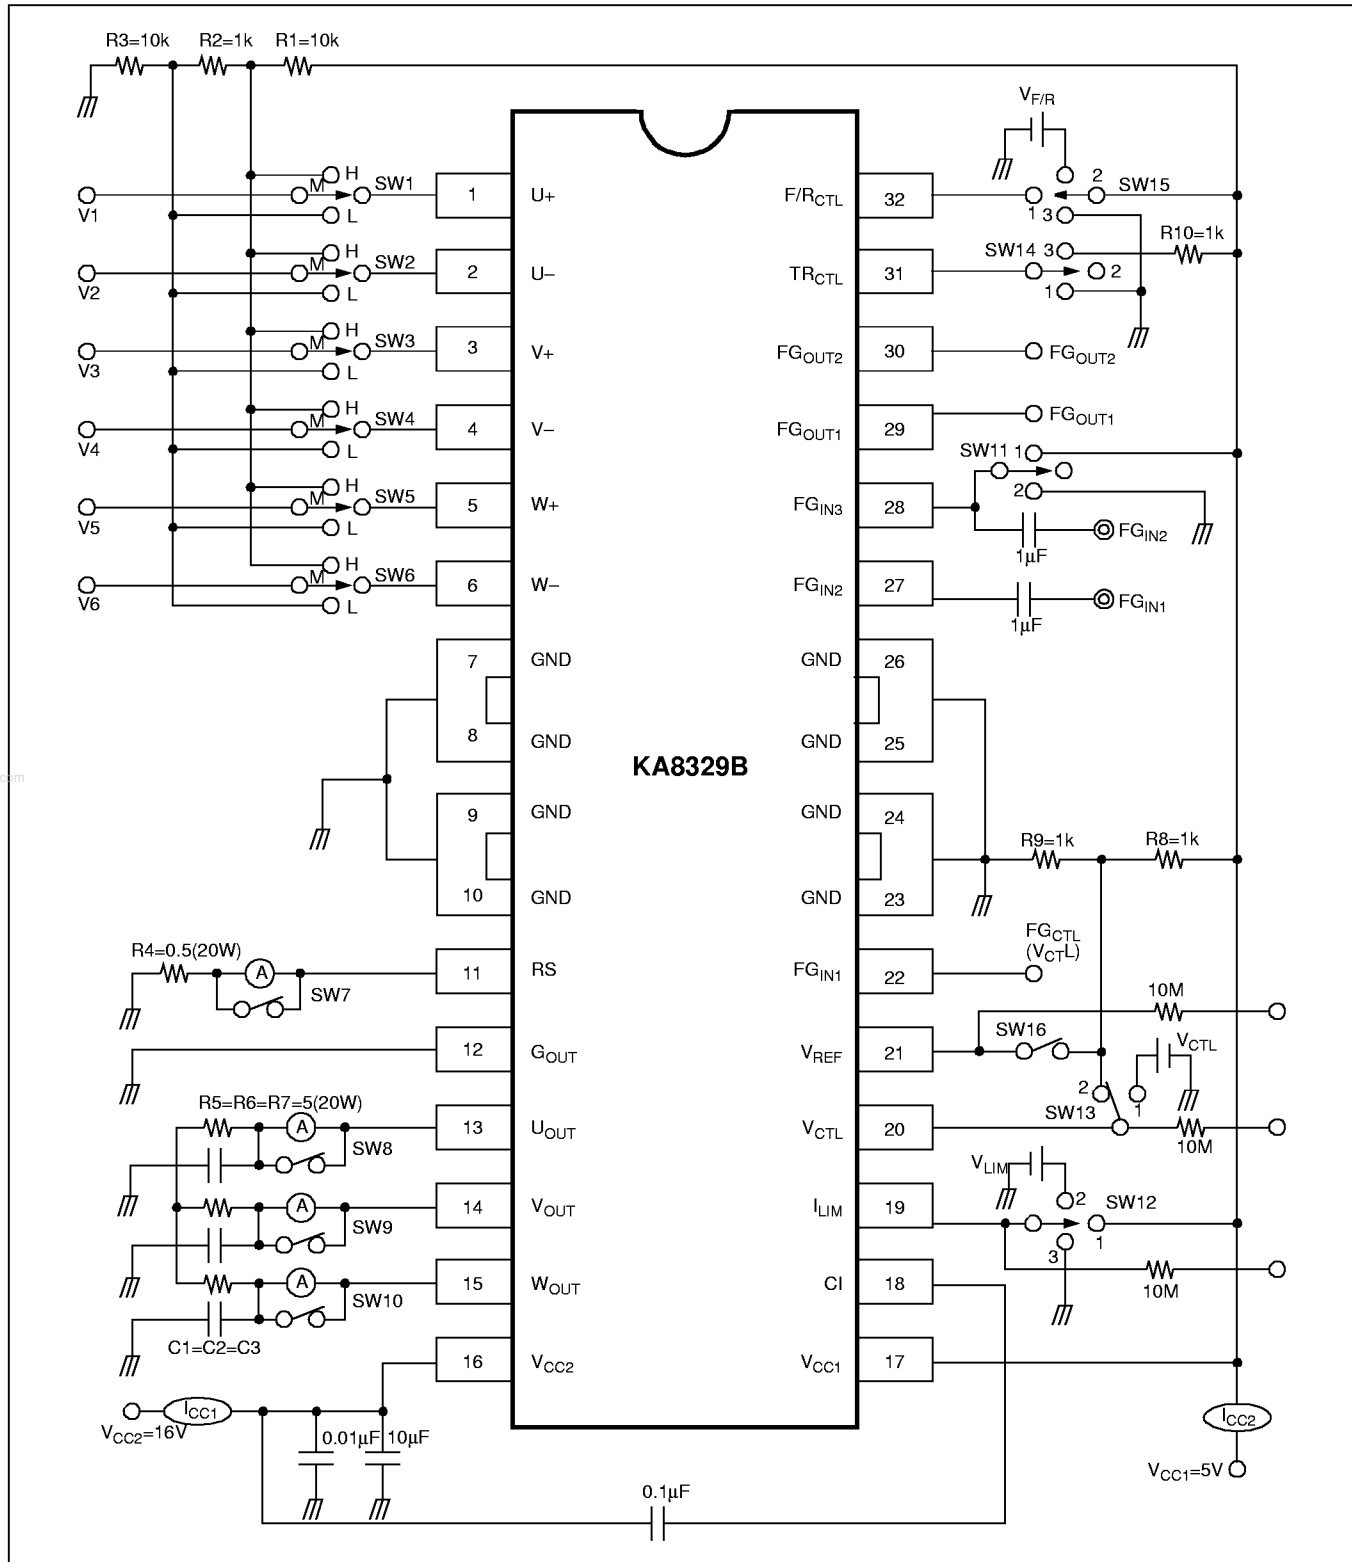 R3=10k R2=1k R1=10k
V1 M H L SW1 1 U+
V2 M H L SW2 2 U−
V3 M H L SW3 3 V+
V4 M H L SW4 4 V−
V5 M H L SW5 5 W+
V6 M H L SW6 6 W−
7 GND
8 GND
9 GND
10 GND
R4=0.5(20W) A SW7 11 RS
12 GOUT
R5=R6=R7=5(20W)
A SW8 13 UOUT
A SW9 14 VOUT
A SW10 15 WOUT
C1=C2=C3
16 VCC2
ICC1
VCC2=16V
0.01µF 10µF
0.1µF
KA8329B
VF/R
F/RCTL 32 1 2 3 SW15
R10=1k
TRCTL 31 SW14 3 2 1
FGOUT2 30 FGOUT2
FGOUT1 29 FGOUT1
SW11 1 2
FGIN3 28 FGIN2
1µF
FGIN2 27 FGIN1
1µF
GND 26
GND 25
GND 24
GND 23
R9=1k R8=1k
FGCTL
(VCTL)
FGIN1 22
10M
VREF 21 SW16
VCTL
2 1
VCTL 20 SW13 10M
VLIM
ILIM 19 2 SW12 1 3
10M
CI 18
VCC1 17
ICC2
VCC1=5V
com